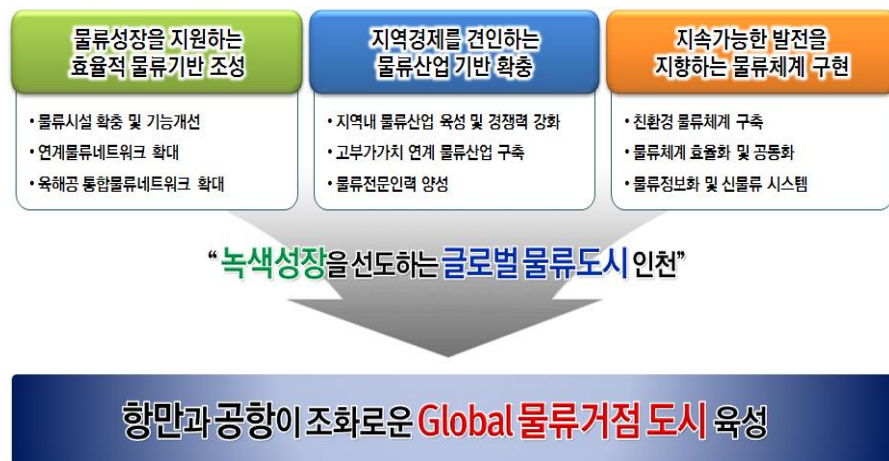 물류성장을 지원하는
효율적 물류기반 조성
• 물류시설 확충 및 기능개선
• 연계물류네트워크 확대
• 육해공 통합물류네트워크 확대
지역경제를 견인하는
물류산업 기반 확충
• 지역내 물류산업 육성 및 경쟁력 강화
• 고부가가치 연계 물류산업 구축
• 물류전문인력 양성
지속가능한 발전을
지향하는 물류체계 구현
• 친환경 물류체계 구축
• 물류체계 효율화 및 공통화
• 물류정보화 및 신물류 시스템
“녹색성장을 선도하는 글로벌 물류도시 인천”
항만과 공항이 조화로운 Global 물류거점 도시 육성